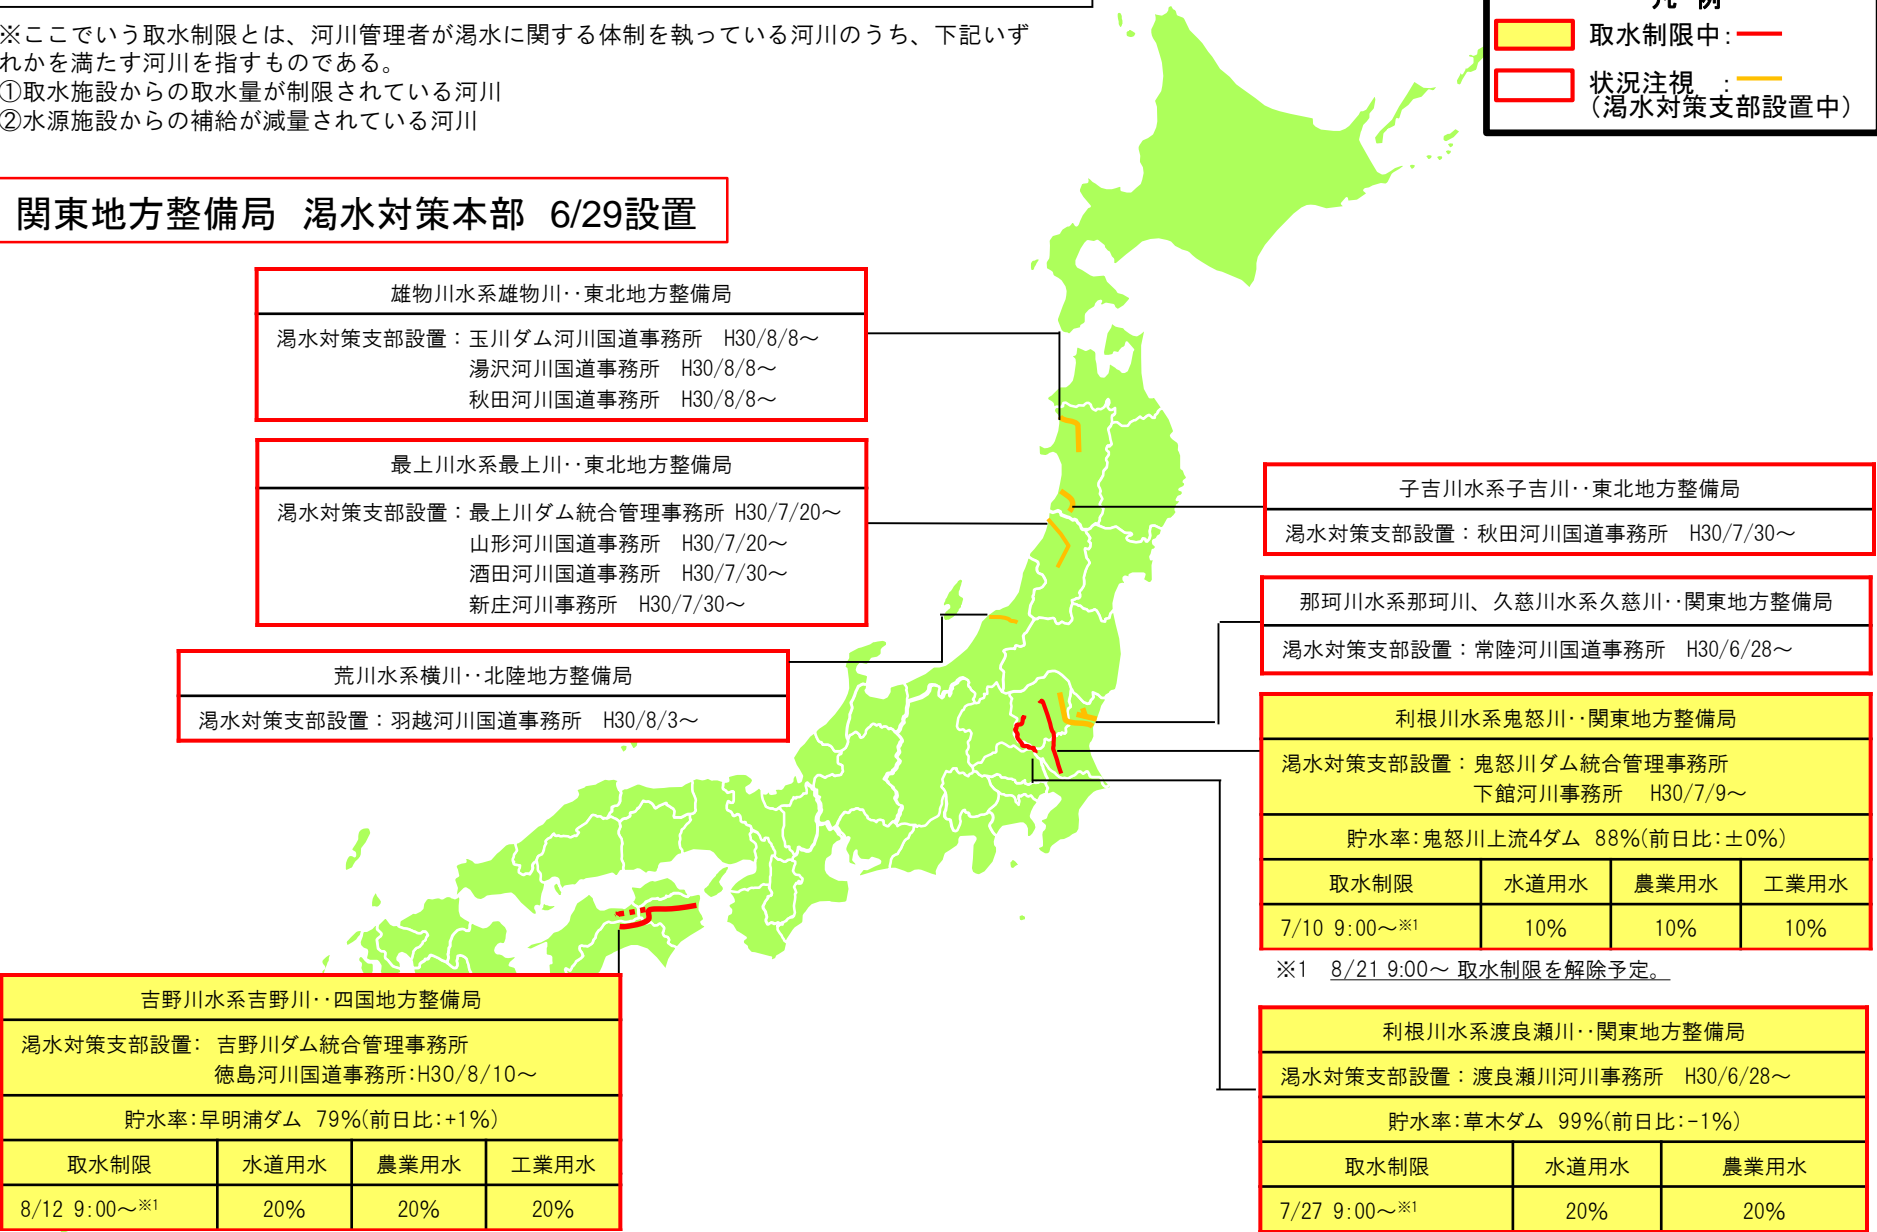 ※ここでいう取水制限とは、河川管理者が渇水に関する体制を執っている河川のうち、下記いず
れかを満たす河川を指すものである。
①取水施設からの取水量が制限されている河川
②水源施設からの補給が減量されている河川
凡 例
取水制限中:
状況注視 :
(渇水対策支部設置中)
関東地方整備局 渇水対策本部 6/29設置
雄物川水系雄物川‥東北地方整備局
渇水対策支部設置：玉川ダム河川国道事務所 H30/8/8～
湯沢河川国道事務所 H30/8/8～
秋田河川国道事務所 H30/8/8～
最上川水系最上川‥東北地方整備局
渇水対策支部設置：最上川ダム統合管理事務所 H30/7/20～
山形河川国道事務所 H30/7/20～
酒田河川国道事務所 H30/7/30～
新庄河川事務所 H30/7/30～
荒川水系横川‥北陸地方整備局
渇水対策支部設置：羽越河川国道事務所 H30/8/3～
子吉川水系子吉川‥東北地方整備局
渇水対策支部設置：秋田河川国道事務所 H30/7/30～
那珂川水系那珂川、久慈川水系久慈川‥関東地方整備局
渇水対策支部設置：常陸河川国道事務所 H30/6/28～
利根川水系鬼怒川‥関東地方整備局
渇水対策支部設置：鬼怒川ダム統合管理事務所
下館河川事務所 H30/7/9～
貯水率:鬼怒川上流4ダム 88%(前日比:±0%)
取水制限 水道用水 農業用水 工業用水
7/10 9:00～※1 10% 10% 10%
※1 8/21 9:00～ 取水制限を解除予定。
吉野川水系吉野川‥四国地方整備局
渇水対策支部設置: 吉野川ダム統合管理事務所
徳島河川国道事務所:H30/8/10～
貯水率:早明浦ダム 79%(前日比:+1%)
取水制限 水道用水 農業用水 工業用水
8/12 9:00～※1 20% 20% 20%
利根川水系渡良瀬川‥関東地方整備局
渇水対策支部設置：渡良瀬川河川事務所 H30/6/28～
貯水率:草木ダム 99%(前日比:-1%)
取水制限 水道用水 農業用水
7/27 9:00～※1 20% 20%